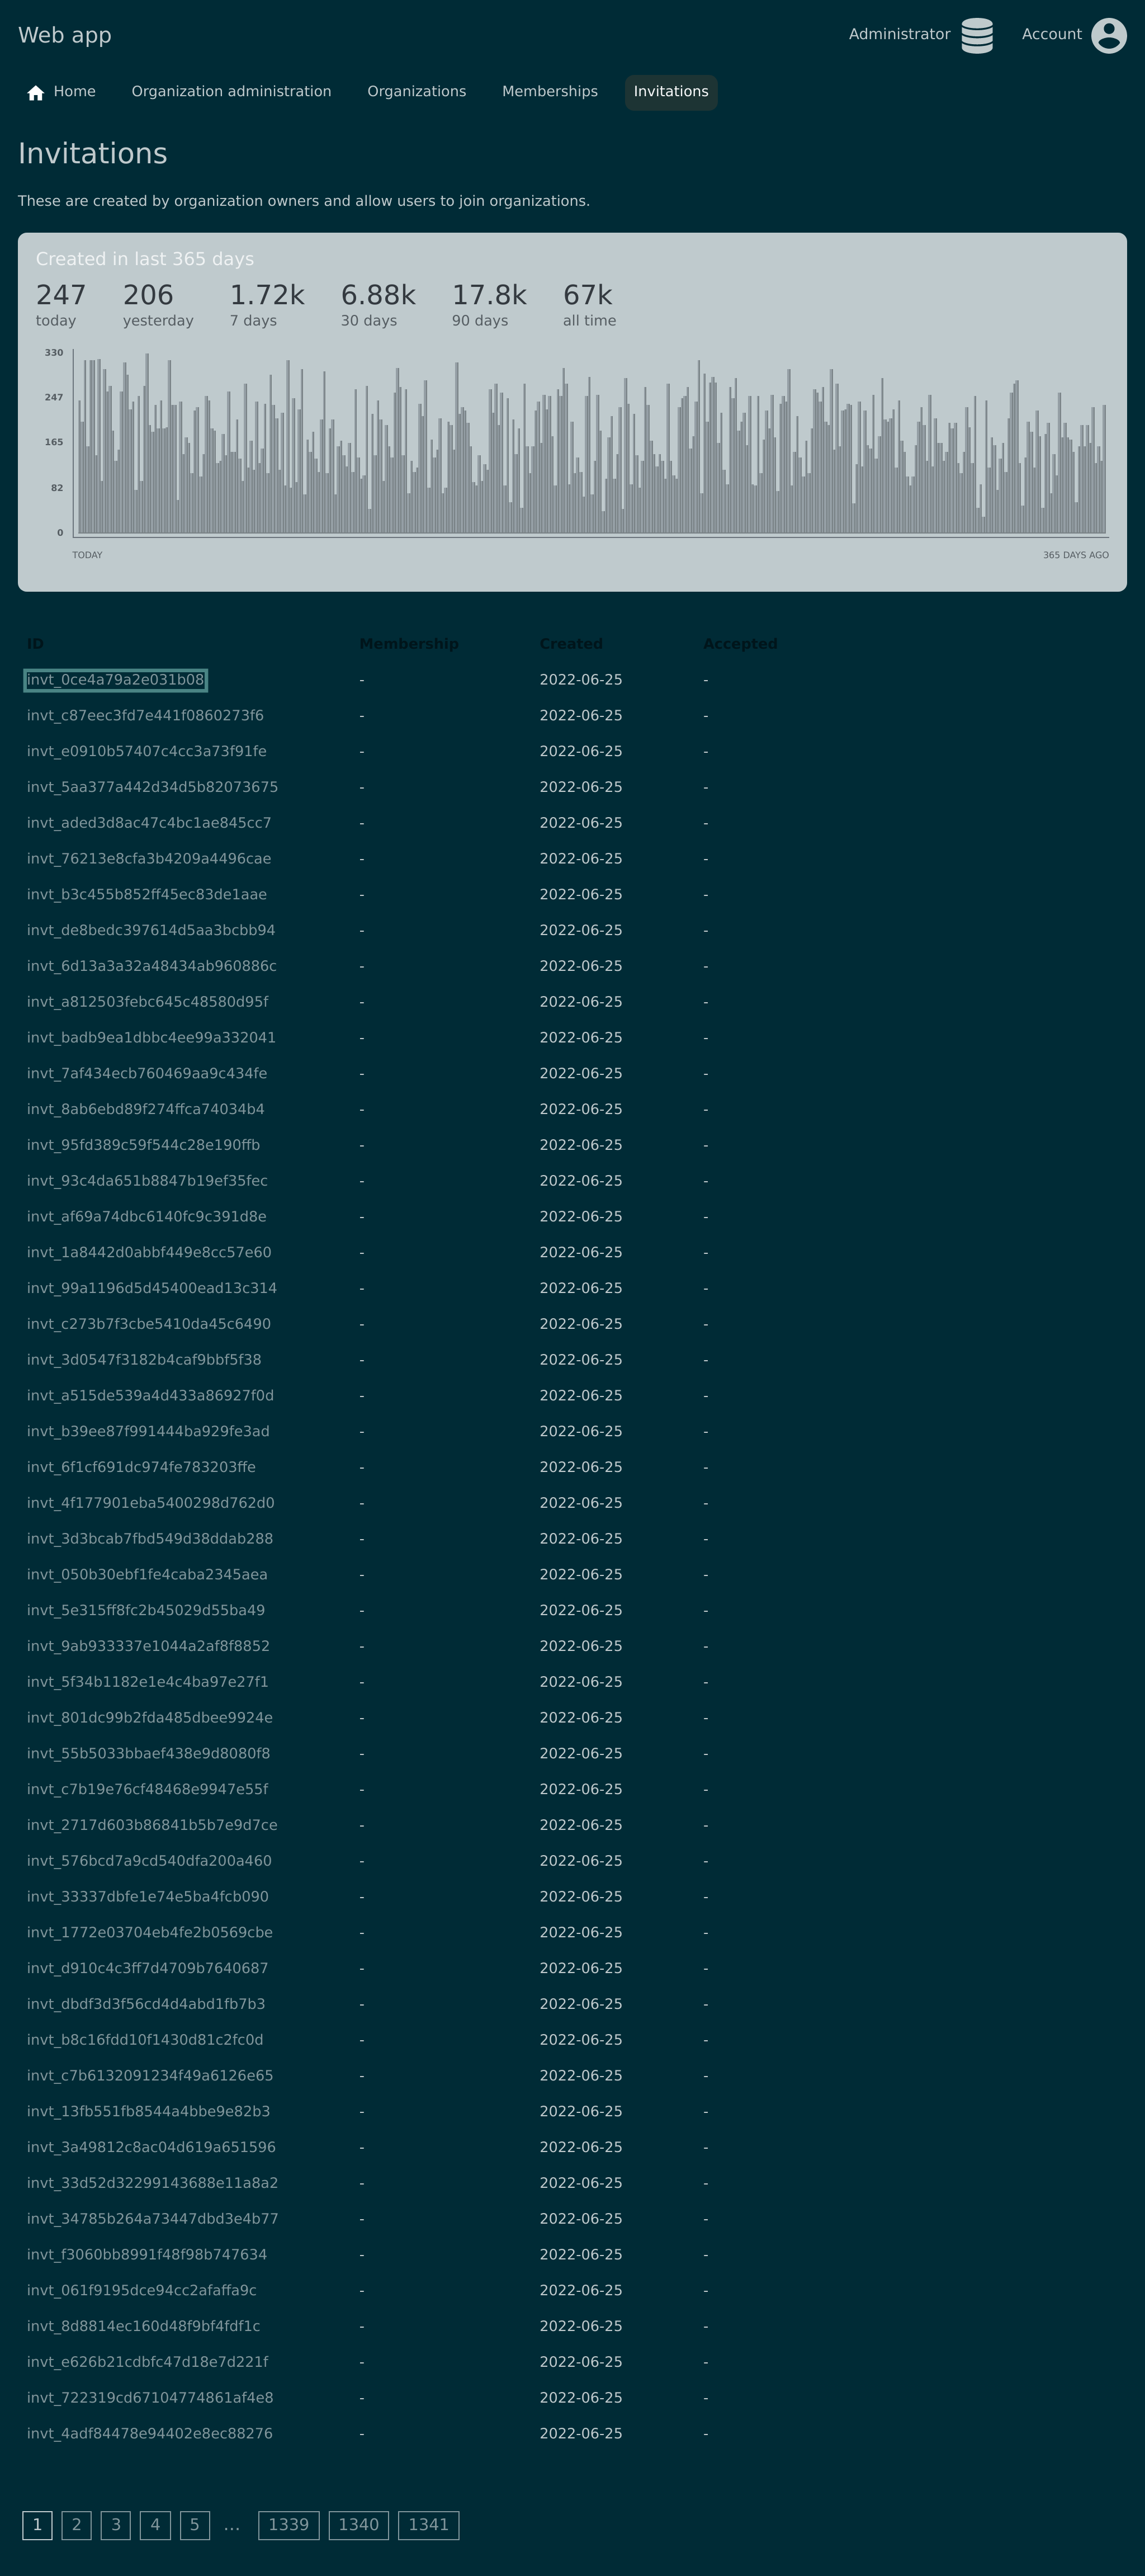 Web app
Administrator
Account
Home
Organization administration
Organizations
Memberships
Invitations
Invitations
These are created by organization owners and allow users to join organizations.
Created in last 365 days
247 206 1.72k 6.88k 17.8k 67k
today yesterday 7 days 30 days 90 days all time
330
247
165
82
0
TODAY 365 DAYS AGO
ID Membership Created Accepted
invt_0ce4a79a2e031b08 - 2022-06-25 -
invt_c87eec3fd7e441f0860273f6 - 2022-06-25 -
invt_e0910b57407c4cc3a73f91fe - 2022-06-25 -
invt_5aa377a442d34d5b82073675 - 2022-06-25 -
invt_aded3d8ac47c4bc1ae845cc7 - 2022-06-25 -
invt_76213e8cfa3b4209a4496cae - 2022-06-25 -
invt_b3c455b852ff45ec83de1aae - 2022-06-25 -
invt_de8bedc397614d5aa3bcbb94 - 2022-06-25 -
invt_6d13a3a32a48434ab960886c - 2022-06-25 -
invt_a812503febc645c48580d95f - 2022-06-25 -
invt_badb9ea1dbbc4ee99a332041 - 2022-06-25 -
invt_7af434ecb760469aa9c434fe - 2022-06-25 -
invt_8ab6ebd89f274ffca74034b4 - 2022-06-25 -
invt_95fd389c59f544c28e190ffb - 2022-06-25 -
invt_93c4da651b8847b19ef35fec - 2022-06-25 -
invt_af69a74dbc6140fc9c391d8e - 2022-06-25 -
invt_1a8442d0abbf449e8cc57e60 - 2022-06-25 -
invt_99a1196d5d45400ead13c314 - 2022-06-25 -
invt_c273b7f3cbe5410da45c6490 - 2022-06-25 -
invt_3d0547f3182b4caf9bbf5f38 - 2022-06-25 -
invt_a515de539a4d433a86927f0d - 2022-06-25 -
invt_b39ee87f991444ba929fe3ad - 2022-06-25 -
invt_6f1cf691dc974fe783203ffe - 2022-06-25 -
invt_4f177901eba5400298d762d0 - 2022-06-25 -
invt_3d3bcab7fbd549d38ddab288 - 2022-06-25 -
invt_050b30ebf1fe4caba2345aea - 2022-06-25 -
invt_5e315ff8fc2b45029d55ba49 - 2022-06-25 -
invt_9ab933337e1044a2af8f8852 - 2022-06-25 -
invt_5f34b1182e1e4c4ba97e27f1 - 2022-06-25 -
invt_801dc99b2fda485dbee9924e - 2022-06-25 -
invt_55b5033bbaef438e9d8080f8 - 2022-06-25 -
invt_c7b19e76cf48468e9947e55f - 2022-06-25 -
invt_2717d603b86841b5b7e9d7ce - 2022-06-25 -
invt_576bcd7a9cd540dfa200a460 - 2022-06-25 -
invt_33337dbfe1e74e5ba4fcb090 - 2022-06-25 -
invt_1772e03704eb4fe2b0569cbe - 2022-06-25 -
invt_d910c4c3ff7d4709b7640687 - 2022-06-25 -
invt_dbdf3d3f56cd4d4abd1fb7b3 - 2022-06-25 -
invt_b8c16fdd10f1430d81c2fc0d - 2022-06-25 -
invt_c7b6132091234f49a6126e65 - 2022-06-25 -
invt_13fb551fb8544a4bbe9e82b3 - 2022-06-25 -
invt_3a49812c8ac04d619a651596 - 2022-06-25 -
invt_33d52d32299143688e11a8a2 - 2022-06-25 -
invt_34785b264a73447dbd3e4b77 - 2022-06-25 -
invt_f3060bb8991f48f98b747634 - 2022-06-25 -
invt_061f9195dce94cc2afaffa9c - 2022-06-25 -
invt_8d8814ec160d48f9bf4fdf1c - 2022-06-25 -
invt_e626b21cdbfc47d18e7d221f - 2022-06-25 -
invt_722319cd67104774861af4e8 - 2022-06-25 -
invt_4adf84478e94402e8ec88276 - 2022-06-25 -
1 2 3 4 5 ... 1339 1340 1341